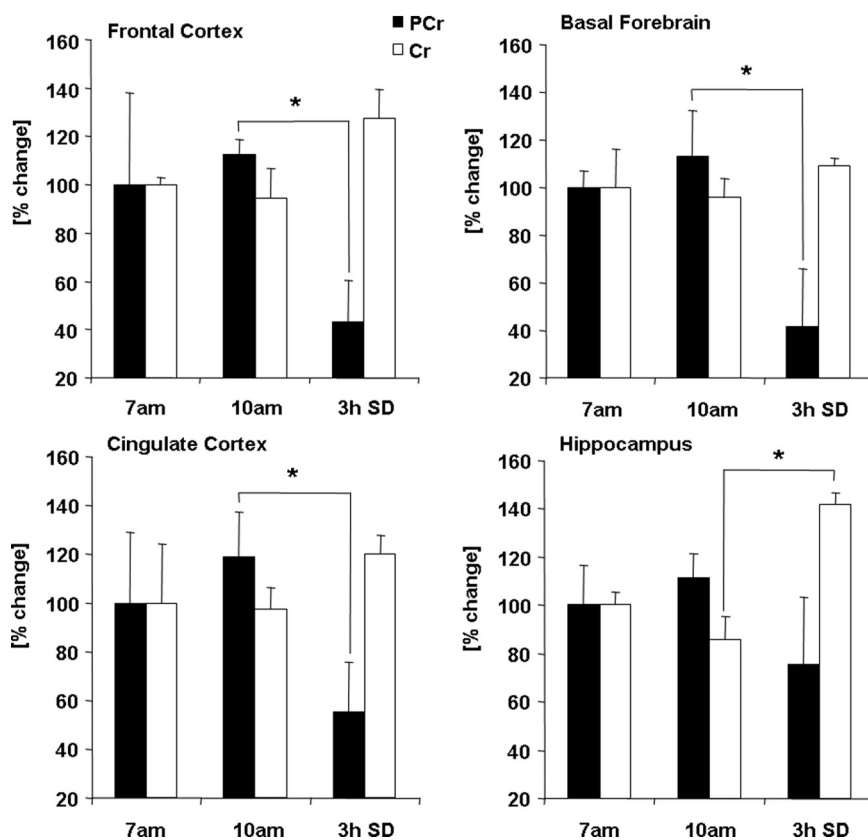 Frontal Cortex
PCr
Cr
[% change]
160
140
120
100
80
60
40
20
*
7am 10am 3h SD
Basal Forebrain
[% change]
160
140
120
100
80
60
40
20
*
7am 10am 3h SD
Cingulate Cortex
[% change]
160
140
120
100
80
60
40
20
*
7am 10am 3h SD
Hippocampus
[% change]
160
140
120
100
80
60
40
20
*
7am 10am 3h SD